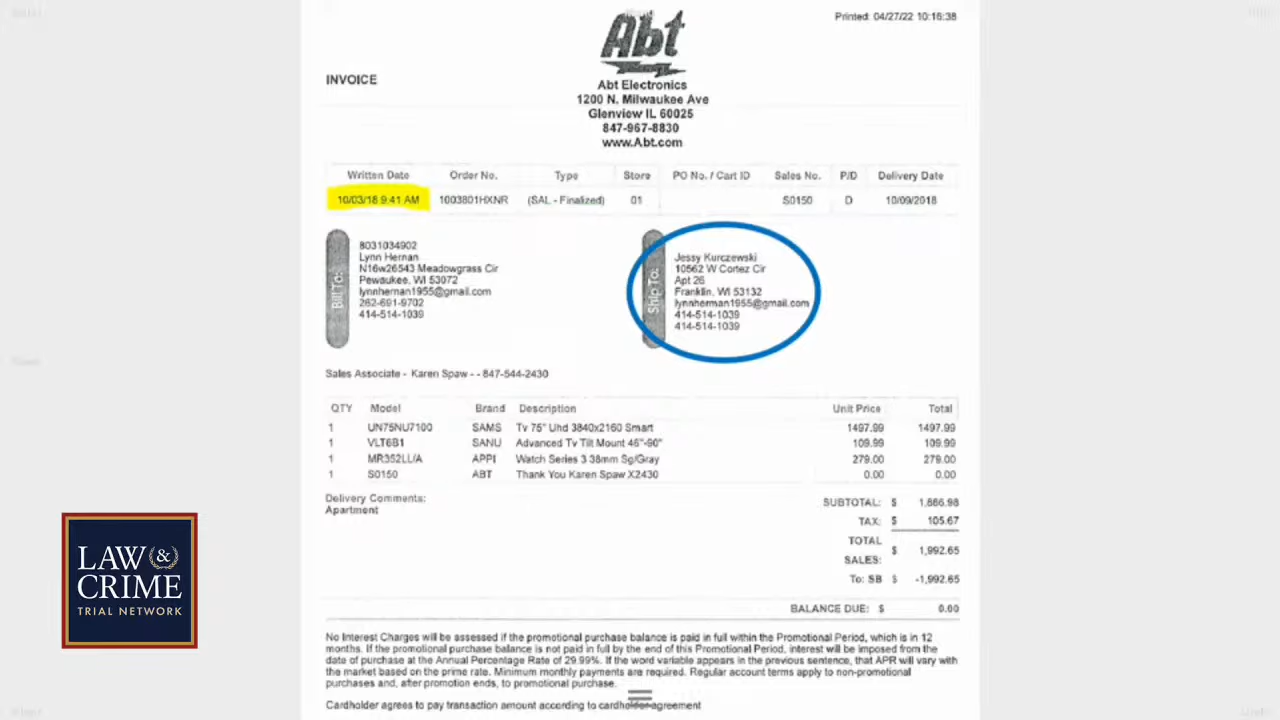 Abt
Printed: 04/27/22 10:16:38
INVOICE
Abt Electronics
1200 N. Milwaukee Ave
Glenview IL 60025
847-967-8830
www.Abt.com
Written Date Order No. Type Store PO No. / Cart ID Sales No. P/D Delivery Date
10/03/18 9:41 AM 1003801HXNR (SAL - Finalized) 01 S0150 D 10/09/2018
Bill To:
8031034902
Lynn Hernan
N16w26543 Meadowgrass Cir
Pewaukee, WI 53072
lynnhernan1955@gmail.com
262-691-9702
414-514-1039
Ship To:
Jessy Kurczewski
10562 W Cortez Cir
Apt 26
Franklin, WI 53132
lynnhernan1955@gmail.com
414-514-1039
414-514-1039
Sales Associate - Karen Spaw - - 847-544-2430
QTY Model Brand Description Unit Price Total
1 UN75NU7100 SAMS Tv 75" Uhd 3840x2160 Smart 1497.99 1497.99
1 VLT6B1 SANU Advanced Tv Tilt Mount 46"-90" 109.99 109.99
1 MR352LL/A APPI Watch Series 3 38mm Sg/Gray 279.00 279.00
1 S0150 ABT Thank You Karen Spaw X2430 0.00 0.00
Delivery Comments:
Apartment
SUBTOTAL: $ 1,886.98
TAX: $ 105.67
TOTAL SALES: $ 1,992.65
To: SB $ -1,992.65
BALANCE DUE: $ 0.00
No Interest Charges will be assessed if the promotional purchase balance is paid in full within the Promotional Period, which is in 12
months. If the promotional purchase balance is not paid in full by the end of this Promotional Period, interest will be imposed from the
date of purchase at the Annual Percentage Rate of 29.99%. If the word variable appears in the previous sentence, that APR will vary with
the market based on the prime rate. Minimum monthly payments are required. Regular account terms apply to non-promotional
purchases and, after promotion ends, to promotional purchase.
Cardholder agrees to pay transaction amount according to cardholder agreement
LAW &
CRIME
TRIAL NETWORK